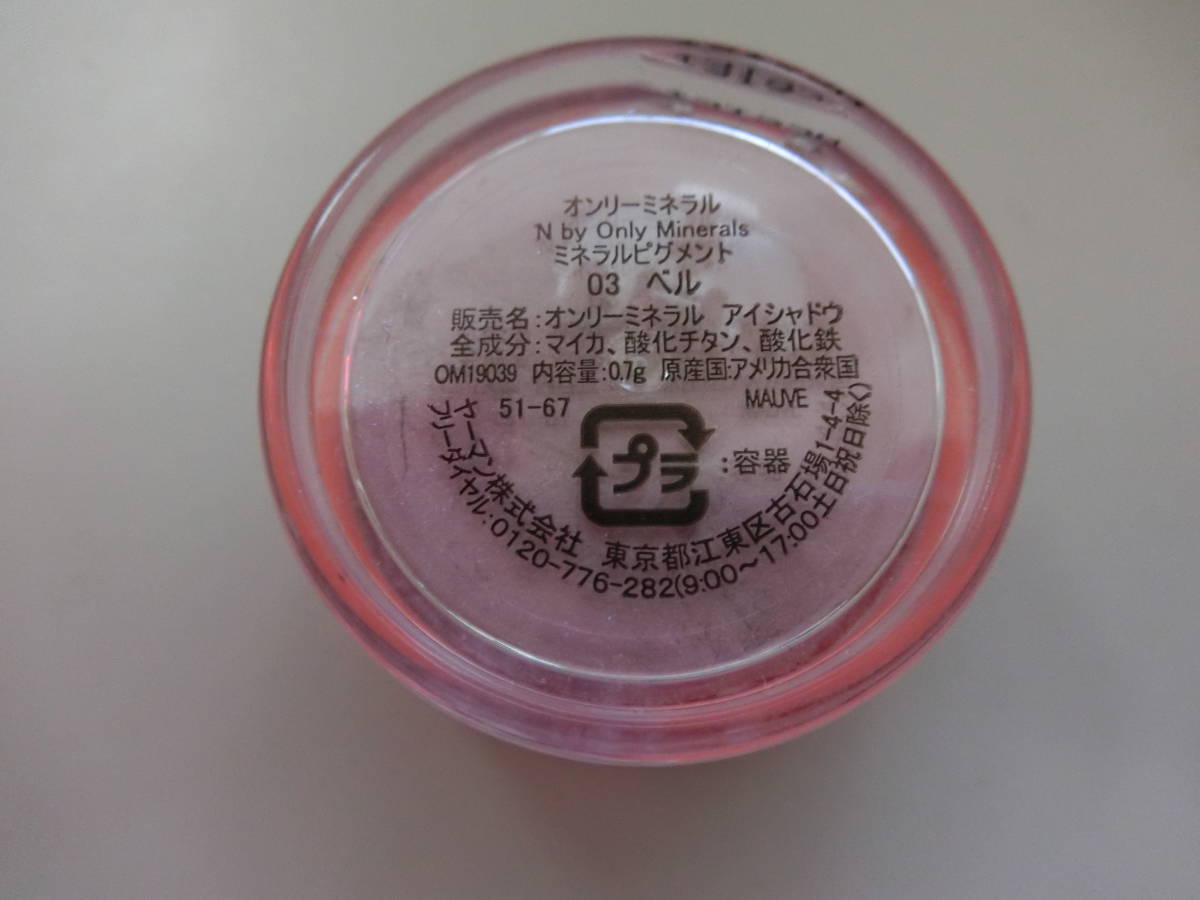 オンリーミネラル
N by Only Minerals
ミネラルピグメント
03 ベル
販売名:オンリーミネラル アイシャドウ
全成分:マイカ、酸化チタン、酸化鉄
OM19039 内容量:0.7g 原産国:アメリカ合衆国
51-67
MAUVE
プラ
:容器
ヤーマン株式会社 東京都江東区古石場1-4-4
フリーダイヤル:0120-776-282(9:00~17:00土日祝日除く)